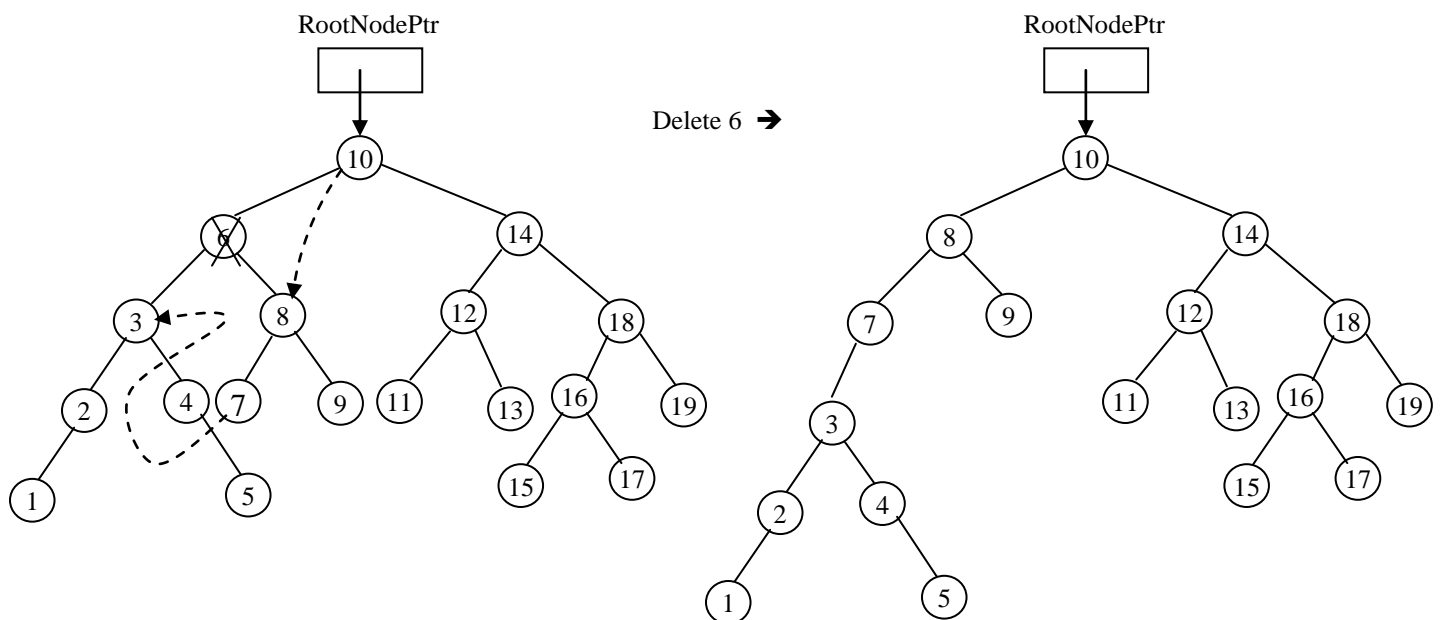 RootNodePtr RootNodePtr
Delete 6 ➔
10 10
6 14 8 14
3 8 12 18 7 9 12 18
2 4 7 9 11 13 16 19 11 13 16 19
3
1 5 15 17 2 4 15 17
1 5